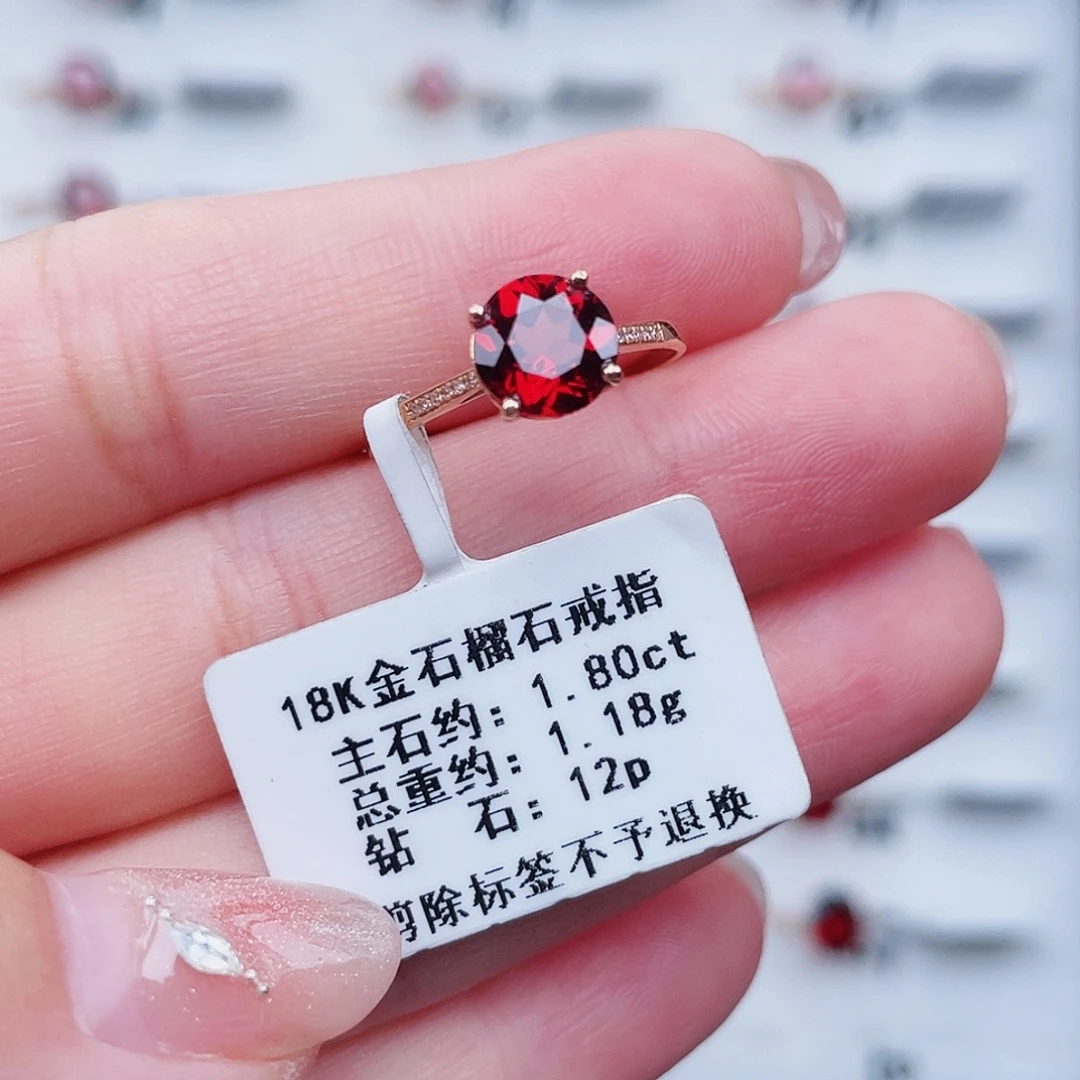 18K金石榴石戒指
主石约: 1.80ct
总重约: 1.18g
钻 石: 12p
剪除标签不予退换